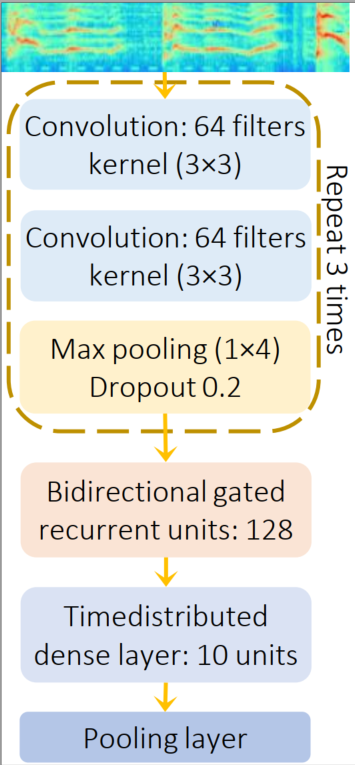 Convolution: 64 filters
kernel (3×3)
Convolution: 64 filters
kernel (3×3)
Max pooling (1×4)
Dropout 0.2
Repeat 3 times
Bidirectional gated
recurrent units: 128
Timedistributed
dense layer: 10 units
Pooling layer